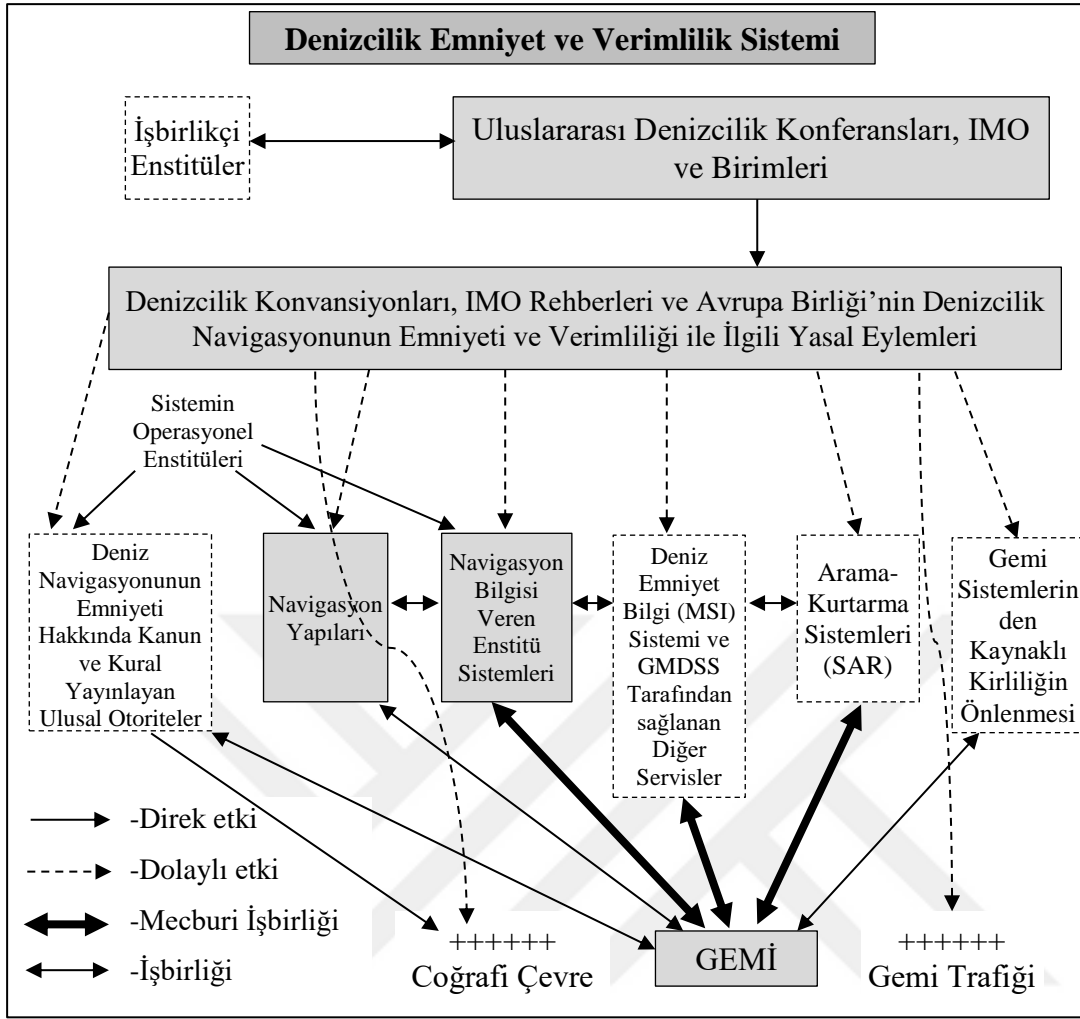 Denizcilik Emniyet ve Verimlilik Sistemi
İşbirlikçi
Enstitüler
Uluslararası Denizcilik Konferansları, IMO
ve Birimleri
Denizcilik Konvansiyonları, IMO Rehberleri ve Avrupa Birliği’nin Denizcilik
Navigasyonunun Emniyeti ve Verimliliği ile İlgili Yasal Eylemleri
Sistemin
Operasyonel
Enstitüleri
Deniz
Navigasyonunun
Emniyeti
Hakkında Kanun
ve Kural
Yayınlayan
Ulusal Otoriteler
Navigasyon
Yapıları
Navigasyon
Bilgisi
Veren
Enstitü
Sistemleri
Deniz
Emniyet
Bilgi (MSI)
Sistemi ve
GMDSS
Tarafından
sağlanan
Diğer
Servisler
Arama-
Kurtarma
Sistemleri
(SAR)
Gemi
Sistemlerin
den
Kaynaklı
Kirliliğin
Önlenmesi
-Direk etki
-Dolaylı etki
-Mecburi İşbirliği
-İşbirliği
++++++
Coğrafi Çevre
GEMİ
++++++
Gemi Trafiği